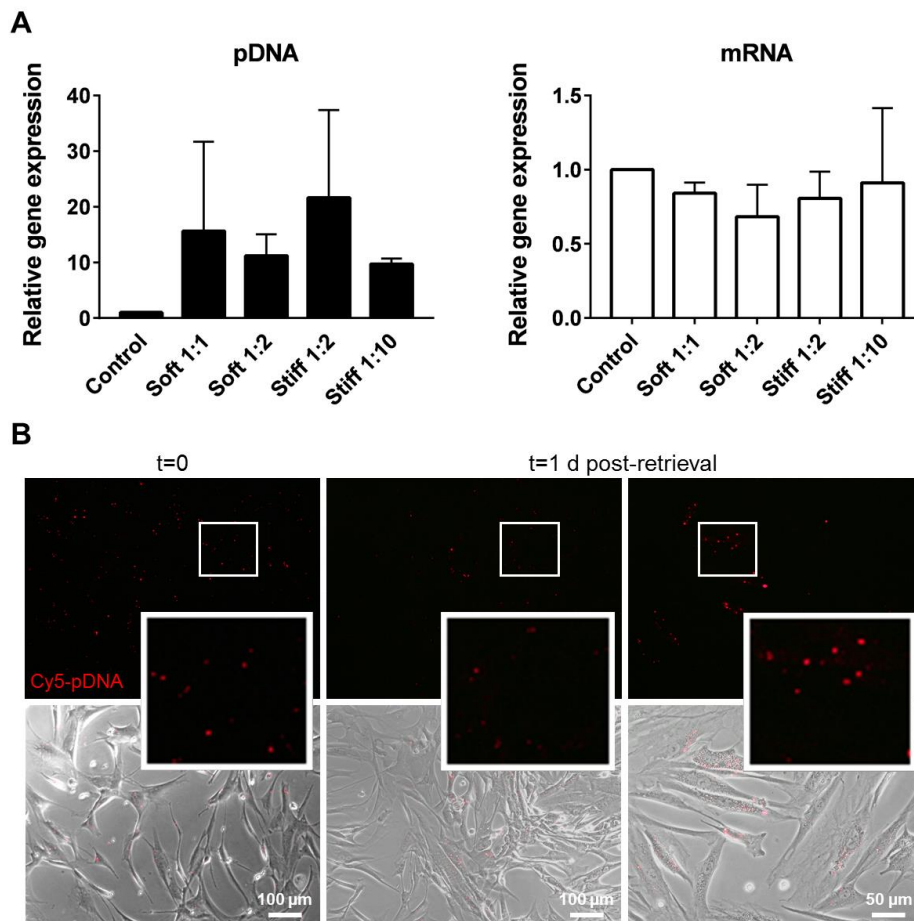 A
pDNA
Relative gene expression
40
30
20
10
0
Control
Soft 1:1
Soft 1:2
Stiff 1:2
Stiff 1:10
mRNA
Relative gene expression
1.5
1.0
0.5
0.0
Control
Soft 1:1
Soft 1:2
Stiff 1:2
Stiff 1:10
B
t=0
t=1 d post-retrieval
Cy5-pDNA
100 µm
100 µm
50 µm